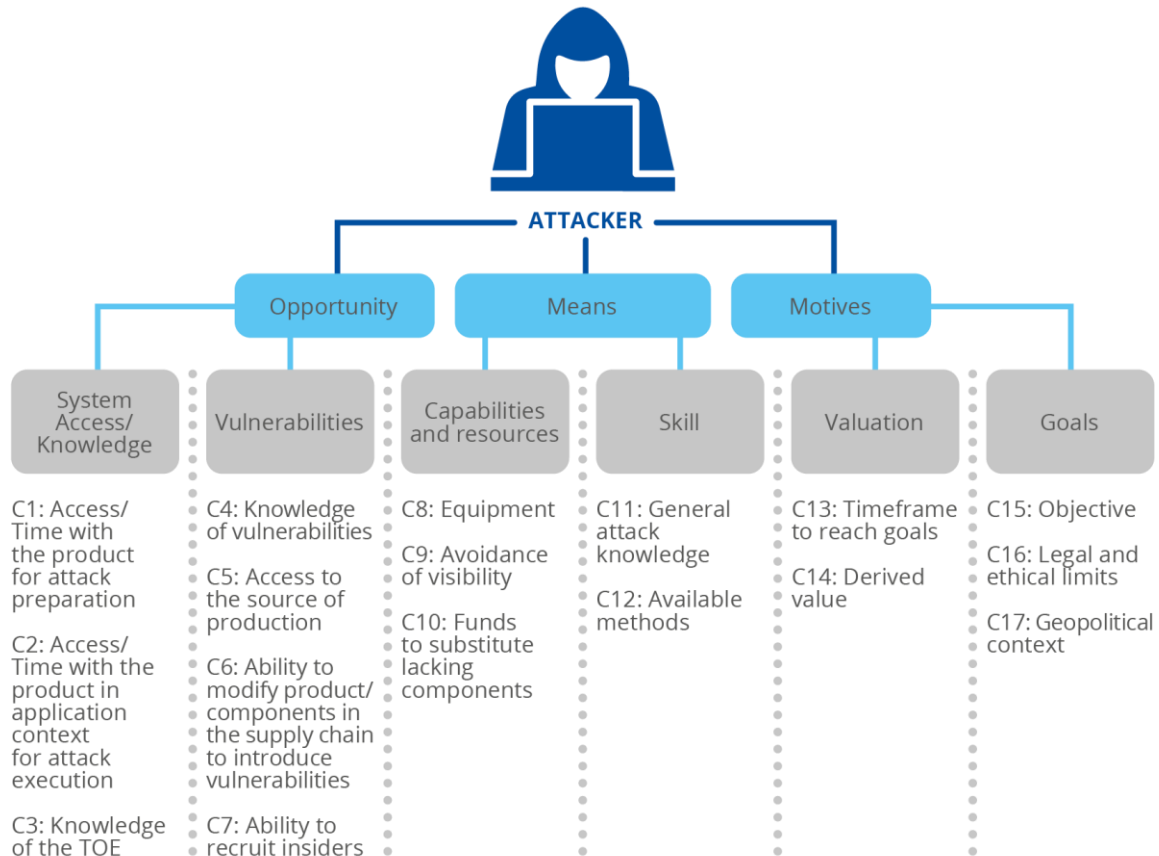 ATTACKER
Opportunity
Means
Motives
System
Access/
Knowledge
Vulnerabilities
Capabilities
and resources
Skill
Valuation
Goals
C1: Access/
Time with
the product
for attack
preparation
C2: Access/
Time with the
product in
application
context
for attack
execution
C3: Knowledge
of the TOE
C4: Knowledge
of vulnerabilities
C5: Access to
the source of
production
C6: Ability to
modify product/
components in
the supply chain
to introduce
vulnerabilities
C7: Ability to
recruit insiders
C8: Equipment
C9: Avoidance
of visibility
C10: Funds
to substitute
lacking
components
C11: General
attack
knowledge
C12: Available
methods
C13: Timeframe
to reach goals
C14: Derived
value
C15: Objective
C16: Legal and
ethical limits
C17: Geopolitical
context